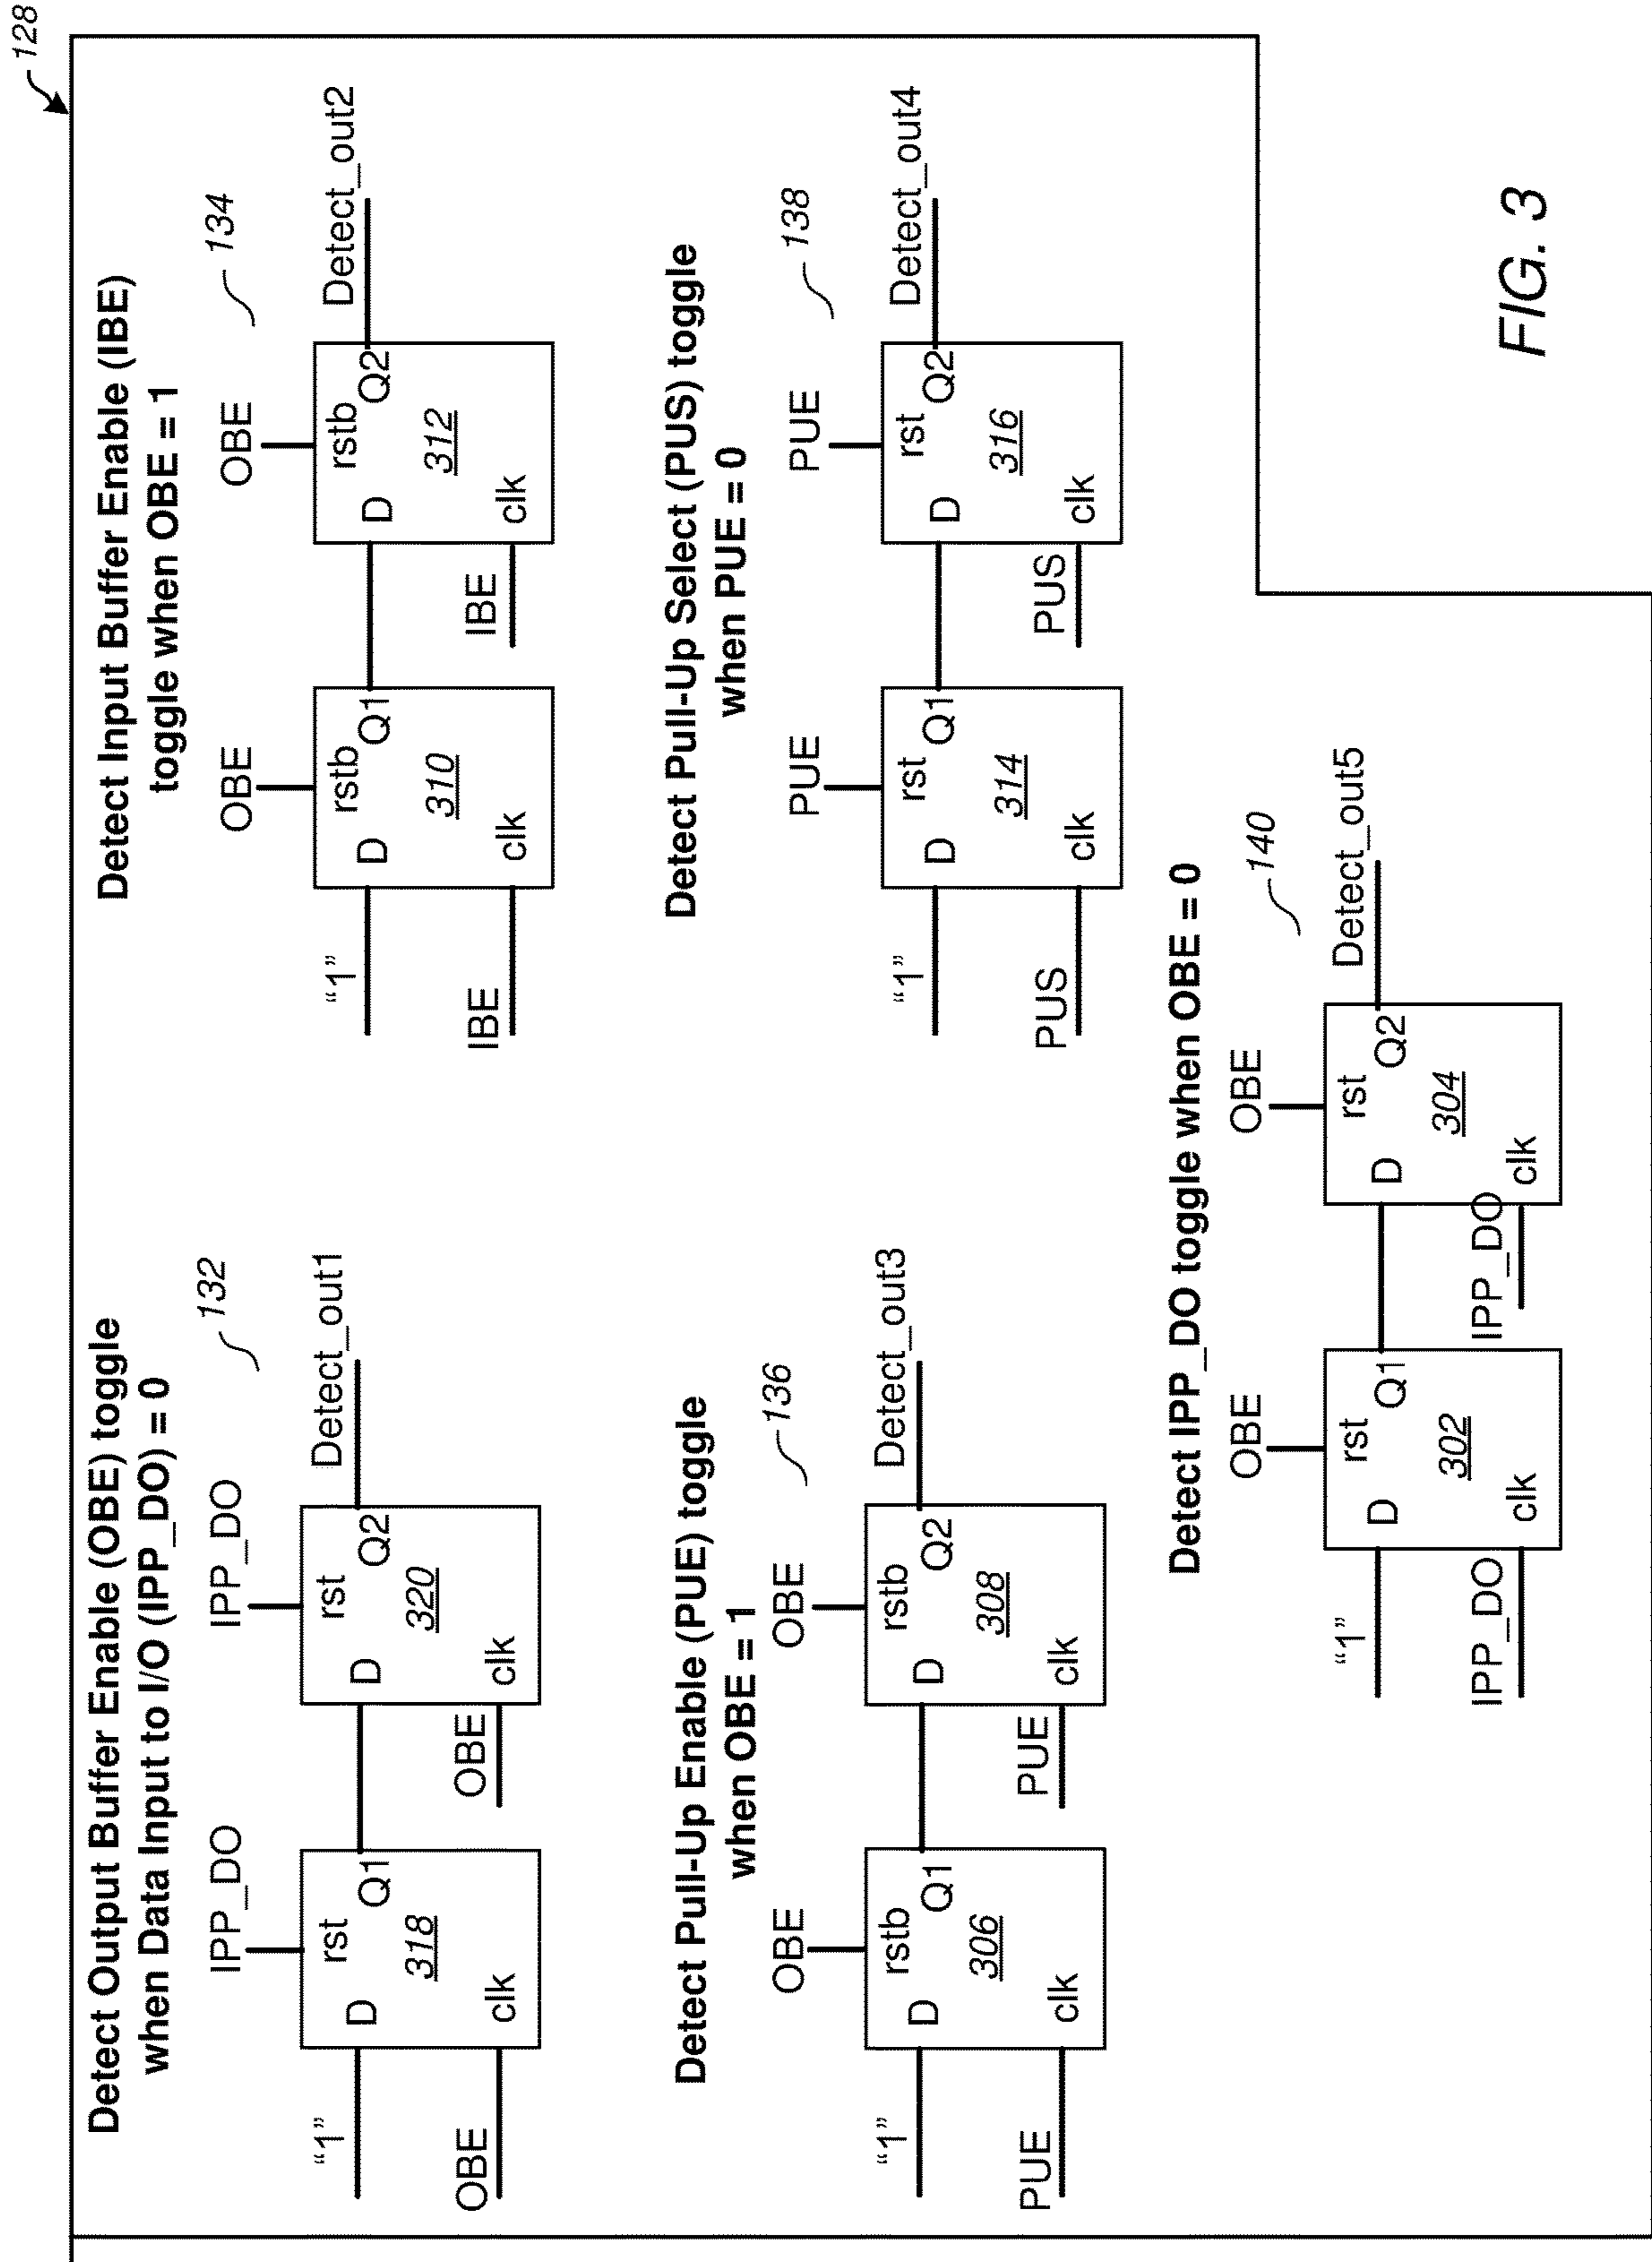 128
Detect Output Buffer Enable (OBE) toggle
when Data Input to I/O (IPP_DO) = 0
132
IPP_DO
IPP_DO
"1"
D
rst
Q1
318
OBE
clk
D
rst
Q2
320
OBE
clk
Detect_out1
Detect Input Buffer Enable (IBE)
toggle when OBE = 1
134
OBE
OBE
"1"
D
rstb
Q1
310
IBE
clk
D
rstb
Q2
312
IBE
clk
Detect_out2
Detect Pull-Up Enable (PUE) toggle
when OBE = 1
136
OBE
OBE
"1"
D
rstb
Q1
306
PUE
clk
D
rstb
Q2
308
PUE
clk
Detect_out3
Detect Pull-Up Select (PUS) toggle
when PUE = 0
138
PUE
PUE
"1"
D
rst
Q1
314
PUS
clk
D
rst
Q2
316
PUS
clk
Detect_out4
Detect IPP_DO toggle when OBE = 0
140
OBE
OBE
"1"
D
rst
Q1
302
IPP_DO
clk
D
rst
Q2
304
IPP_DO
clk
Detect_out5
FIG. 3